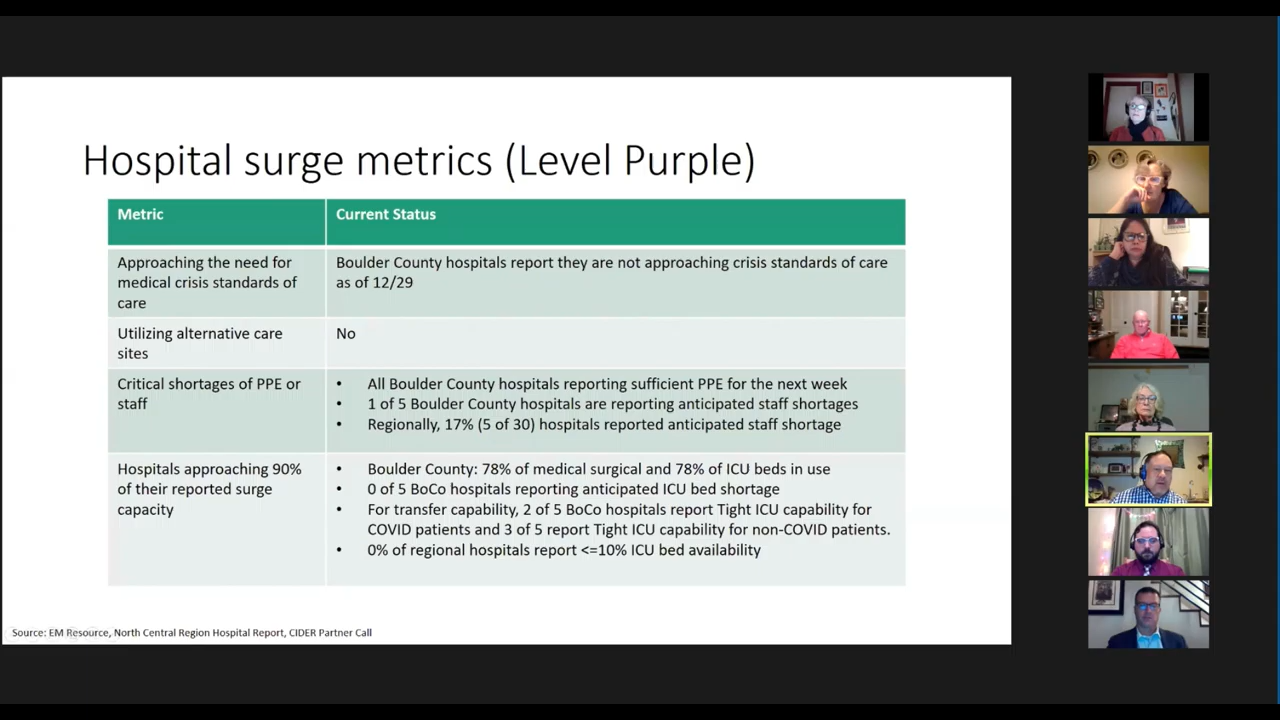 Hospital surge metrics (Level Purple)
Metric
Current Status
Approaching the need for
medical crisis standards of
care
Boulder County hospitals report they are not approaching crisis standards of care
as of 12/29
Utilizing alternative care
sites
No
Critical shortages of PPE or
staff
• All Boulder County hospitals reporting sufficient PPE for the next week
• 1 of 5 Boulder County hospitals are reporting anticipated staff shortages
• Regionally, 17% (5 of 30) hospitals reported anticipated staff shortage
Hospitals approaching 90%
of their reported surge
capacity
• Boulder County: 78% of medical surgical and 78% of ICU beds in use
• 0 of 5 BoCo hospitals reporting anticipated ICU bed shortage
• For transfer capability, 2 of 5 BoCo hospitals report Tight ICU capability for
COVID patients and 3 of 5 report Tight ICU capability for non-COVID patients.
• 0% of regional hospitals report <=10% ICU bed availability
Source: EM Resource, North Central Region Hospital Report, CIDER Partner Call